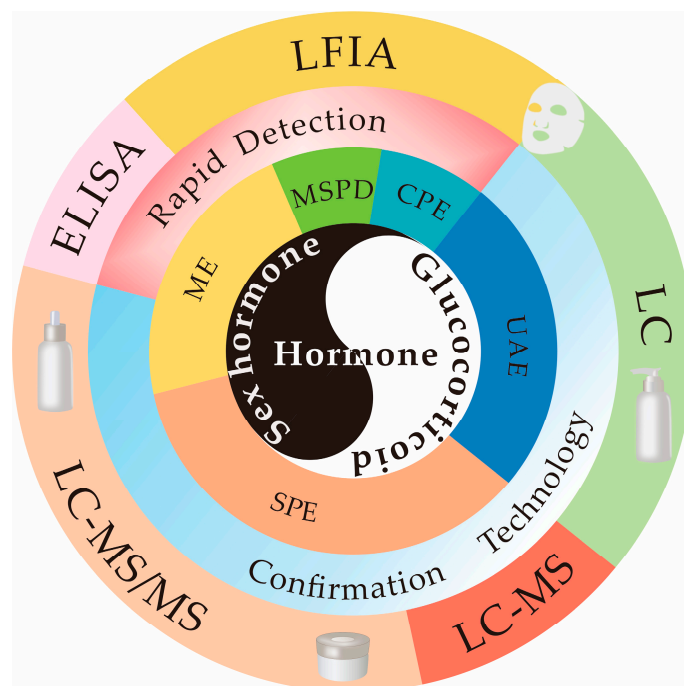 LFIA
ELISA
Rapid Detection
MSPD
CPE
ME
UAE
LC
Sex hormone
Glucocorticoid
Hormone
SPE
Confirmation Technology
LC-MS/MS
LC-MS